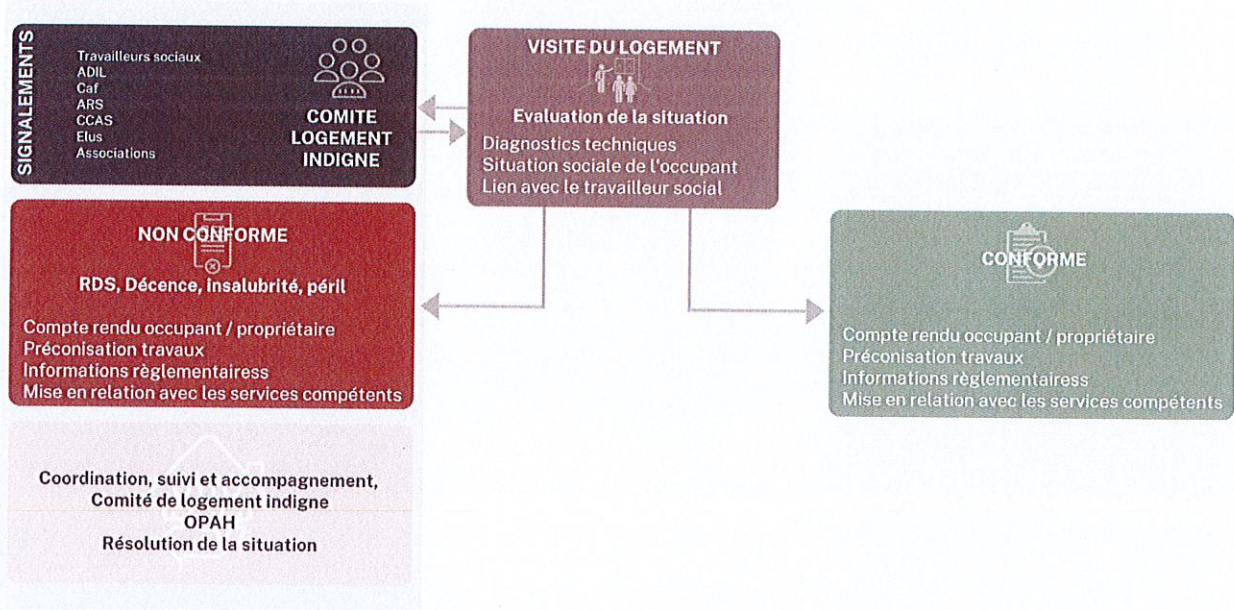 SIGNALEMENTS
Travailleurs sociaux
ADIL
Caf
ARS
CCAS
Elus
Associations
COMITE
LOGEMENT
INDIGNE
VISITE DU LOGEMENT
Evaluation de la situation
Diagnostics techniques
Situation sociale de l'occupant
Lien avec le travailleur social
NON CONFORME
RDS, Décence, insalubrité, péril
Compte rendu occupant / propriétaire
Préconisation travaux
Informations règlementairess
Mise en relation avec les services compétents
CONFORME
Compte rendu occupant / propriétaire
Préconisation travaux
Informations règlementairess
Mise en relation avec les services compétents
Coordination, suivi et accompagnement,
Comité de logement indigne
OPAH
Résolution de la situation